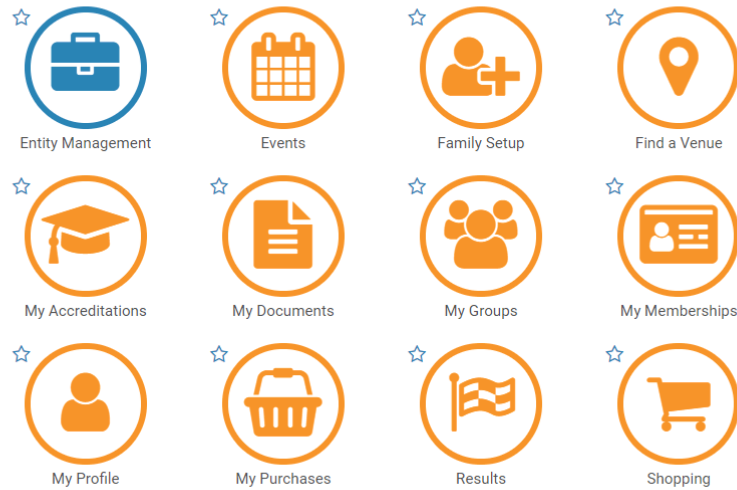 Entity Management
Events
Family Setup
Find a Venue
My Accreditations
My Documents
My Groups
My Memberships
My Profile
My Purchases
Results
Shopping